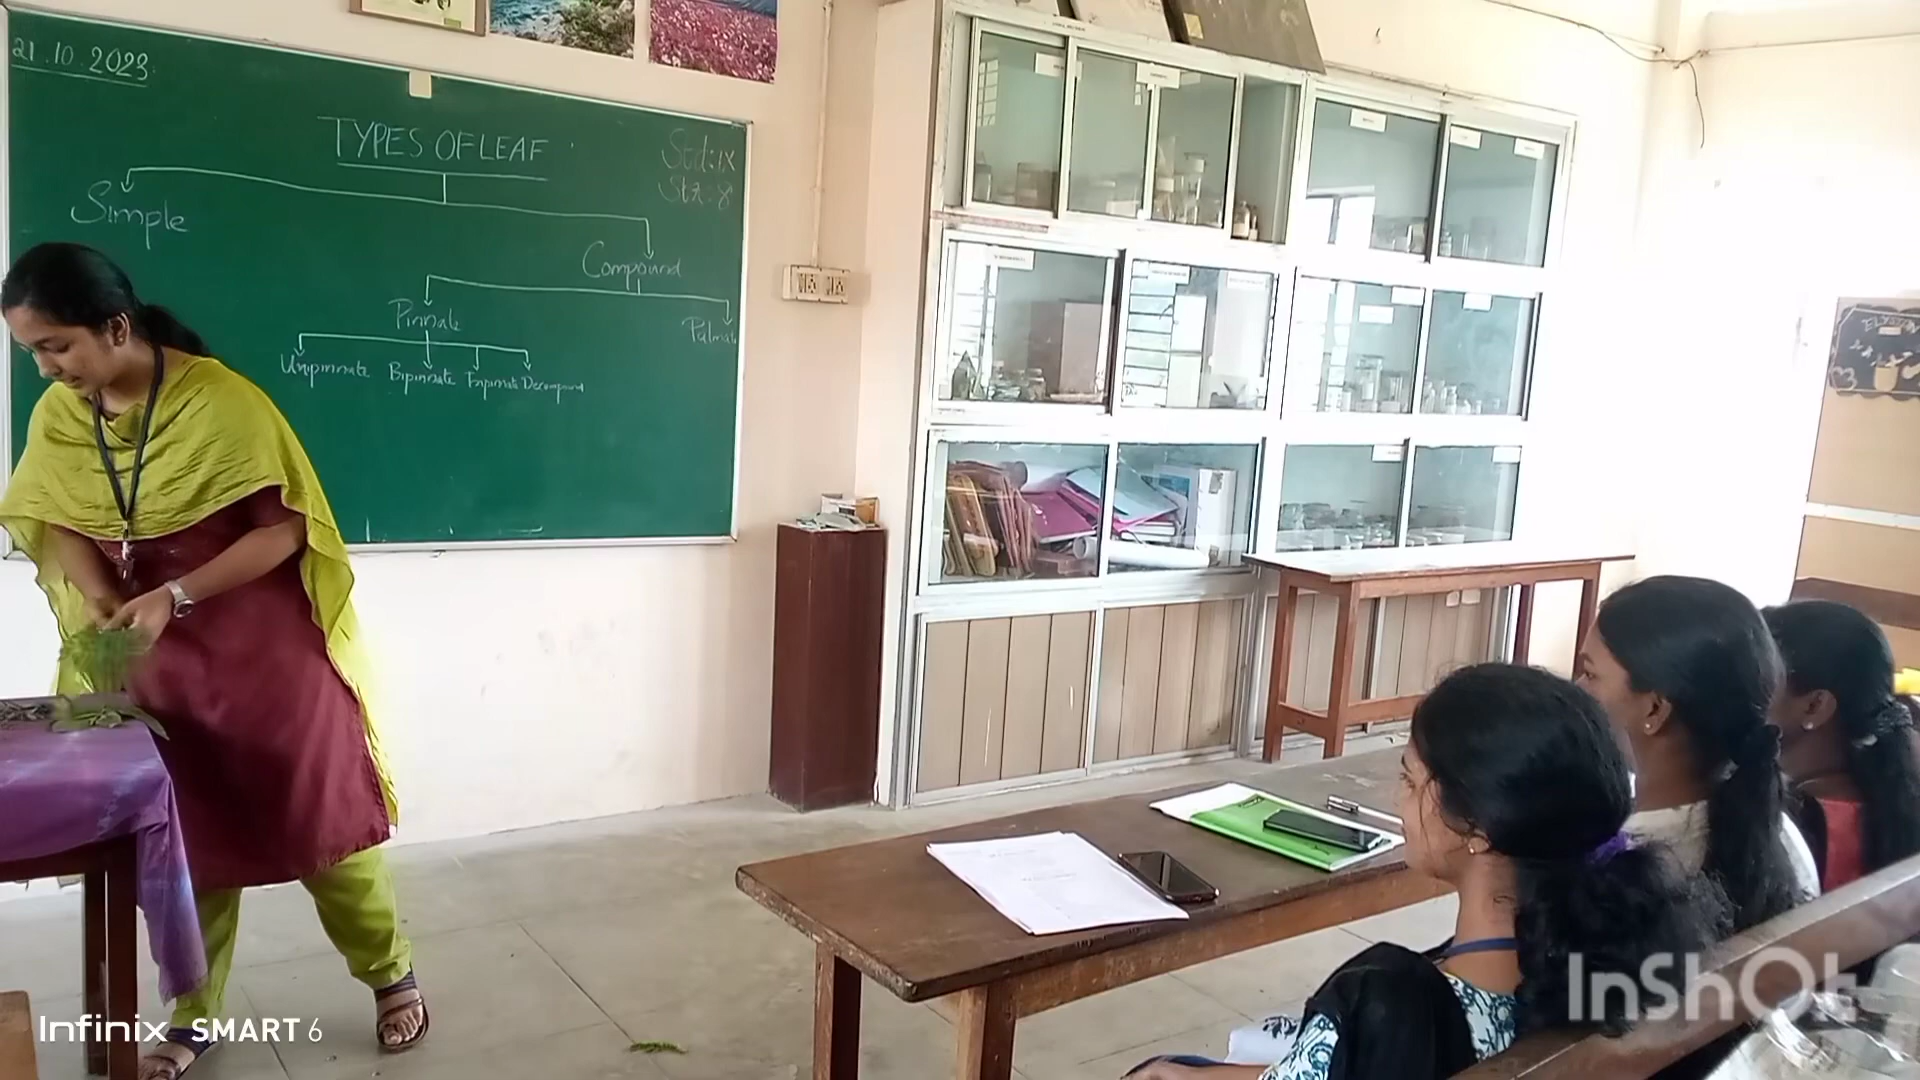 21.10.2023
TYPES OF LEAF
Std: IX
Str: 8
Simple
Compound
Pinnate
Palmate
Unipinnate Bipinnate Tripinnate Decompound
ELYSIAN
Infinix SMART 6
InShOt